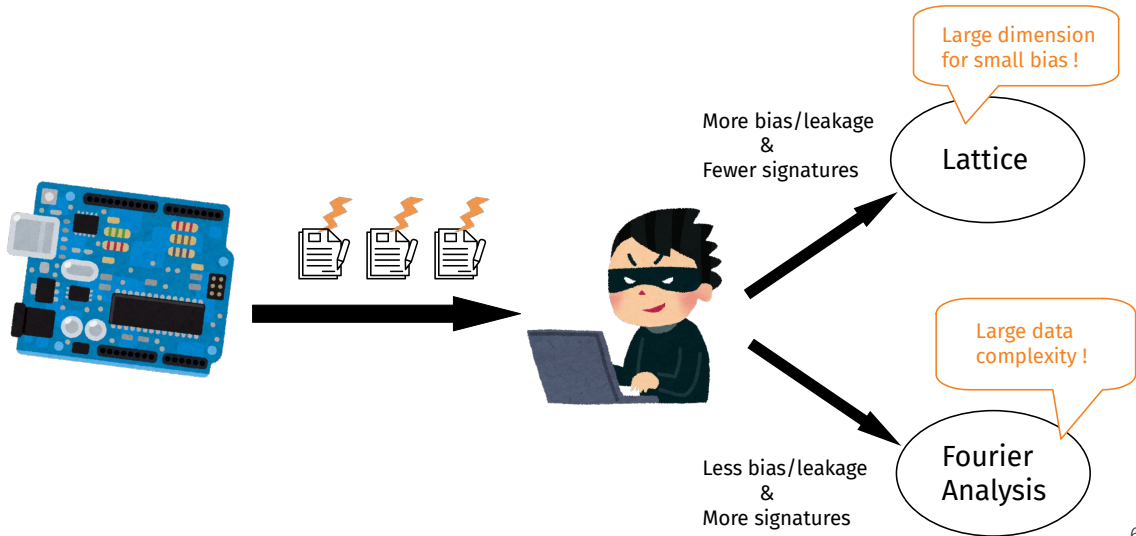 Large dimension
for small bias !
More bias/leakage
&
Fewer signatures
Lattice
Large data
complexity !
Less bias/leakage
&
More signatures
Fourier
Analysis
6